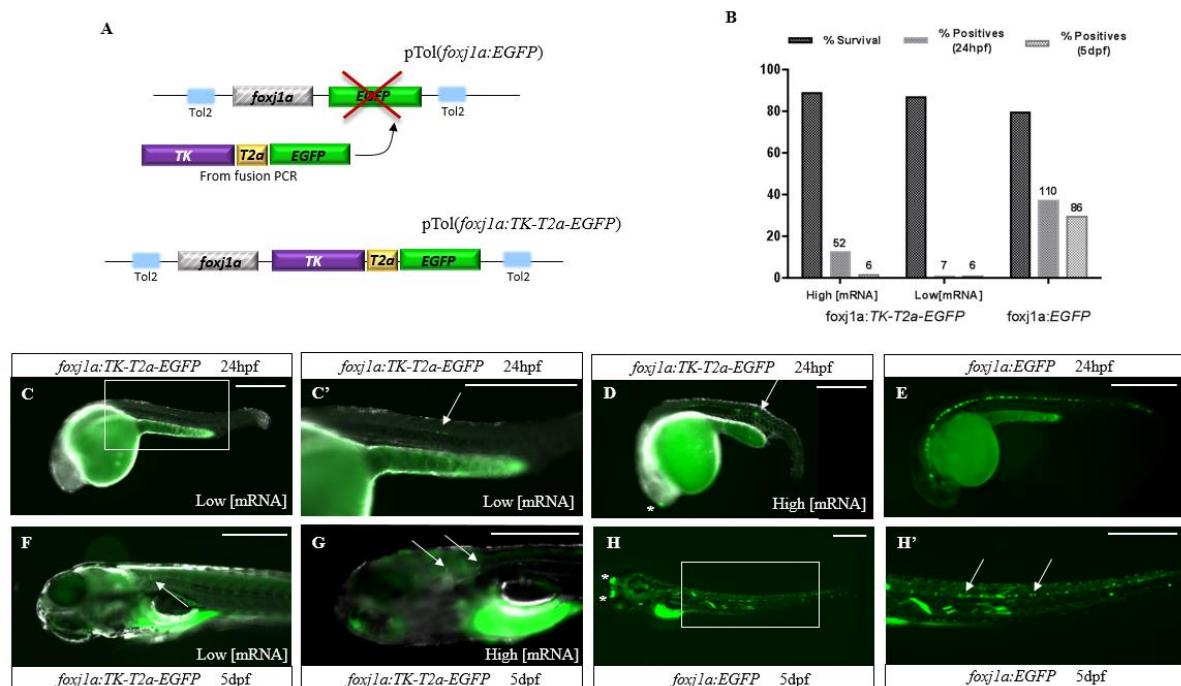 A
pTol(foxj1a:EGFP)
foxj1a
EGFP
Tol2
Tol2
TK
T2a
EGFP
From fusion PCR
pTol(foxj1a:TK-T2a-EGFP)
foxj1a
TK
T2a
EGFP
Tol2
Tol2
B
% Survival
% Positives
(24hpf)
% Positives
(5dpf)
100
80
60
40
20
0
52
6
7
6
110
86
High [mRNA]
Low[mRNA]
foxj1a:TK-T2a-EGFP
foxj1a:EGFP
foxj1a:TK-T2a-EGFP 24hpf
C
Low [mRNA]
foxj1a:TK-T2a-EGFP 24hpf
C'
Low [mRNA]
foxj1a:TK-T2a-EGFP 24hpf
D
*
High [mRNA]
foxj1a:EGFP 24hpf
E
F
Low [mRNA]
foxj1a:TK-T2a-EGFP 5dpf
G
High [mRNA]
foxj1a:TK-T2a-EGFP 5dpf
H
*
*
foxj1a:EGFP 5dpf
H'
foxj1a:EGFP 5dpf